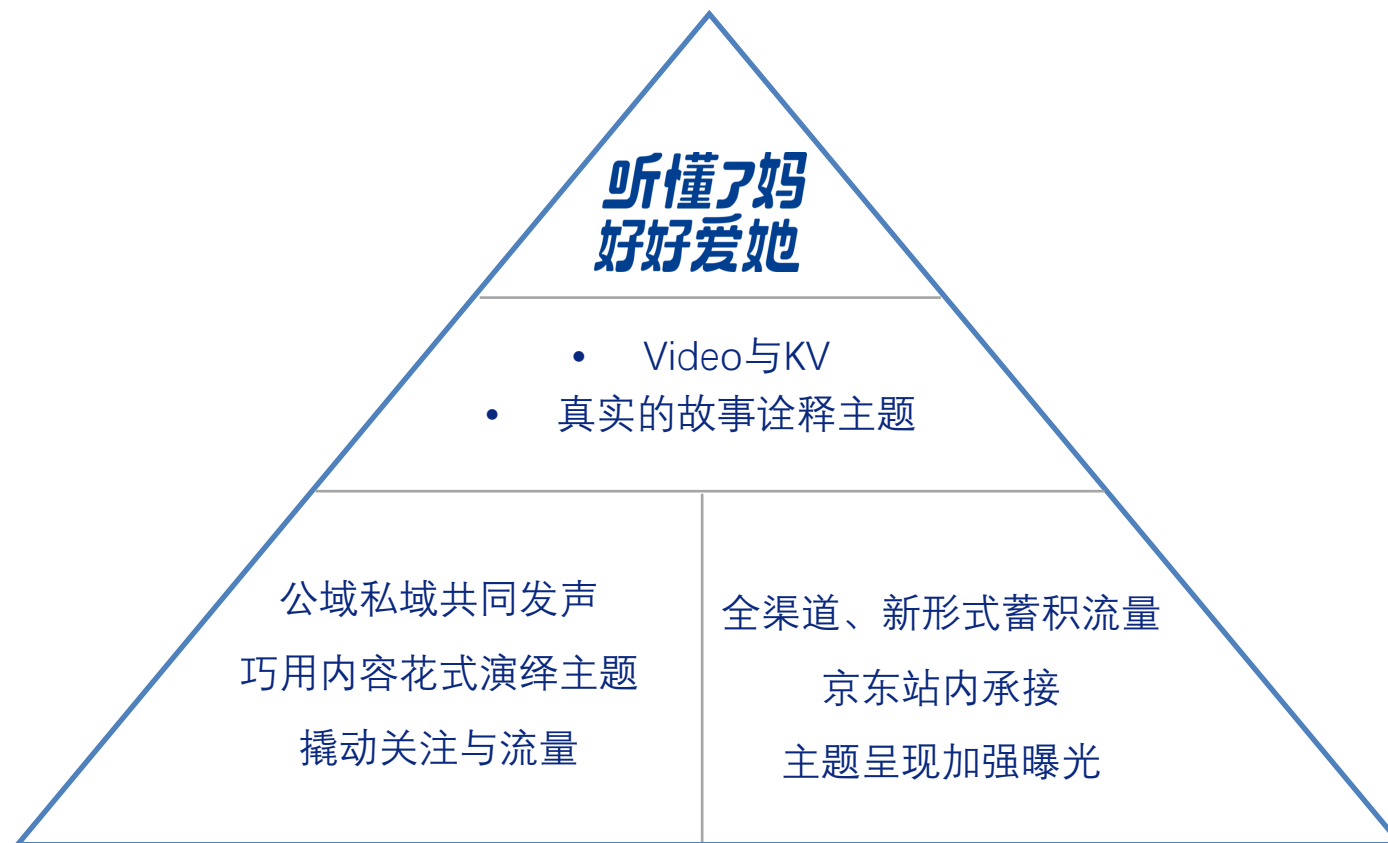 听懂了妈
好好爱她
• Video与KV
• 真实的故事诠释主题
公域私域共同发声
巧用内容花式演绎主题
撬动关注与流量
全渠道、新形式蓄积流量
京东站内承接
主题呈现加强曝光